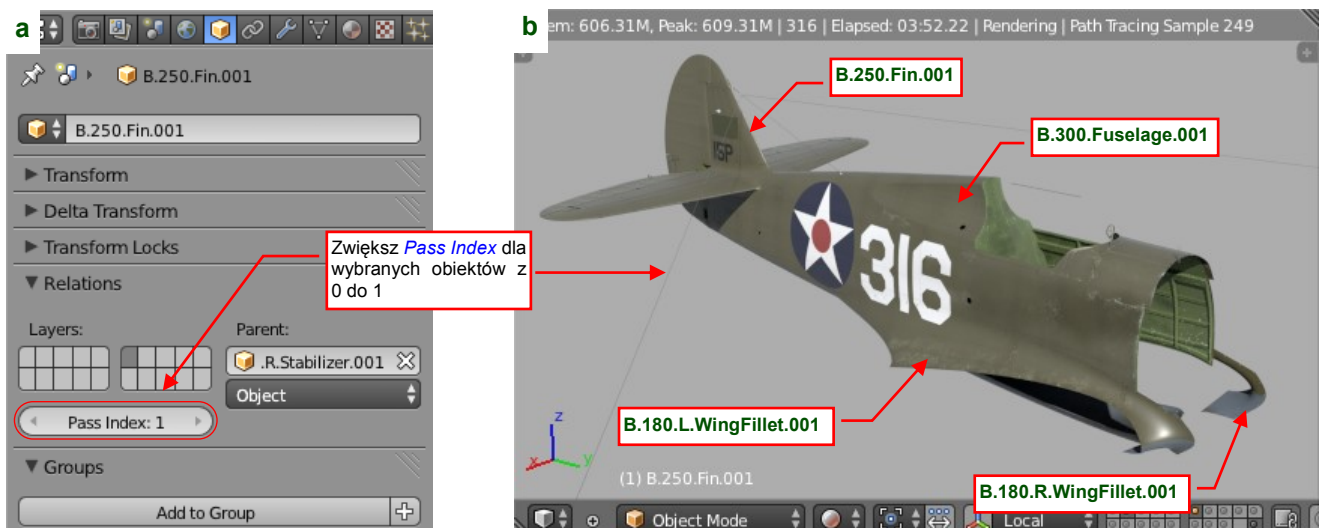 a
B.250.Fin.001
B.250.Fin.001
Transform
Delta Transform
Transform Locks
Relations
Layers:
Parent:
.R.Stabilizer.001
Object
Pass Index: 1
Groups
Add to Group
Zwiększ Pass Index dla
wybranych obiektów z
0 do 1
b
em: 606.31M, Peak: 609.31M | 316 | Elapsed: 03:52.22 | Rendering | Path Tracing Sample 249
B.250.Fin.001
B.300.Fuselage.001
15P
316
B.180.L.WingFillet.001
B.180.R.WingFillet.001
z
x
y
(1) B.250.Fin.001
Object Mode
Local